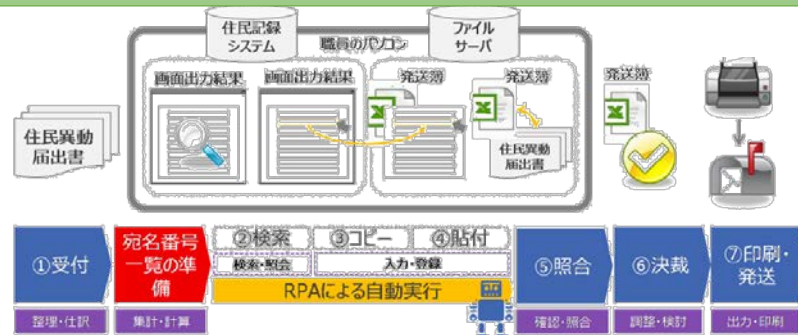 住民記録
システム
職員のパソコン
ファイル
サーバ
画面出力結果
画面出力結果
発送簿
発送簿
発送簿
住民異動
届出書
住民異動
届出書
①受付
宛名番号
一覧の準
備
②検索
③コピー
④貼付
検索・照会
入力・登録
RPAによる自動実行
⑤照合
⑥決裁
⑦印刷・
発送
整理・仕訳
集計・計算
確認・照合
調整・検討
出力・印刷